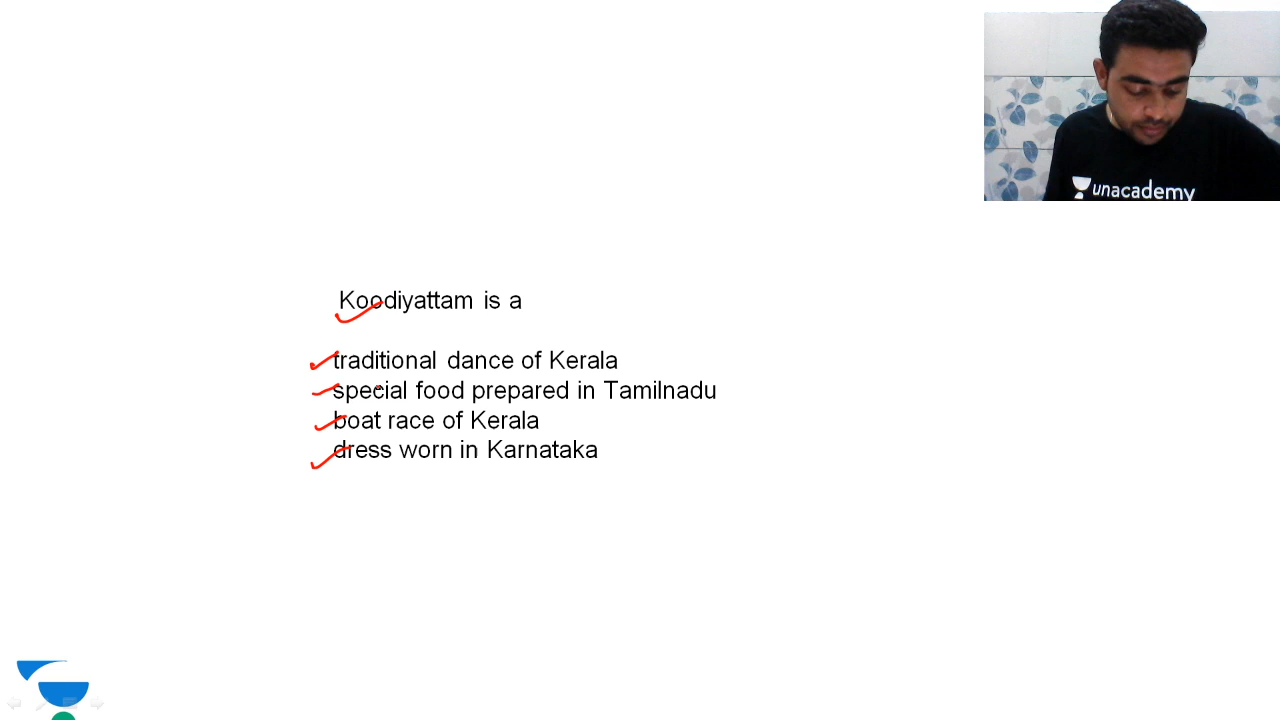 unacademy
Koodiyattam is a
traditional dance of Kerala
special food prepared in Tamilnadu
boat race of Kerala
dress worn in Karnataka